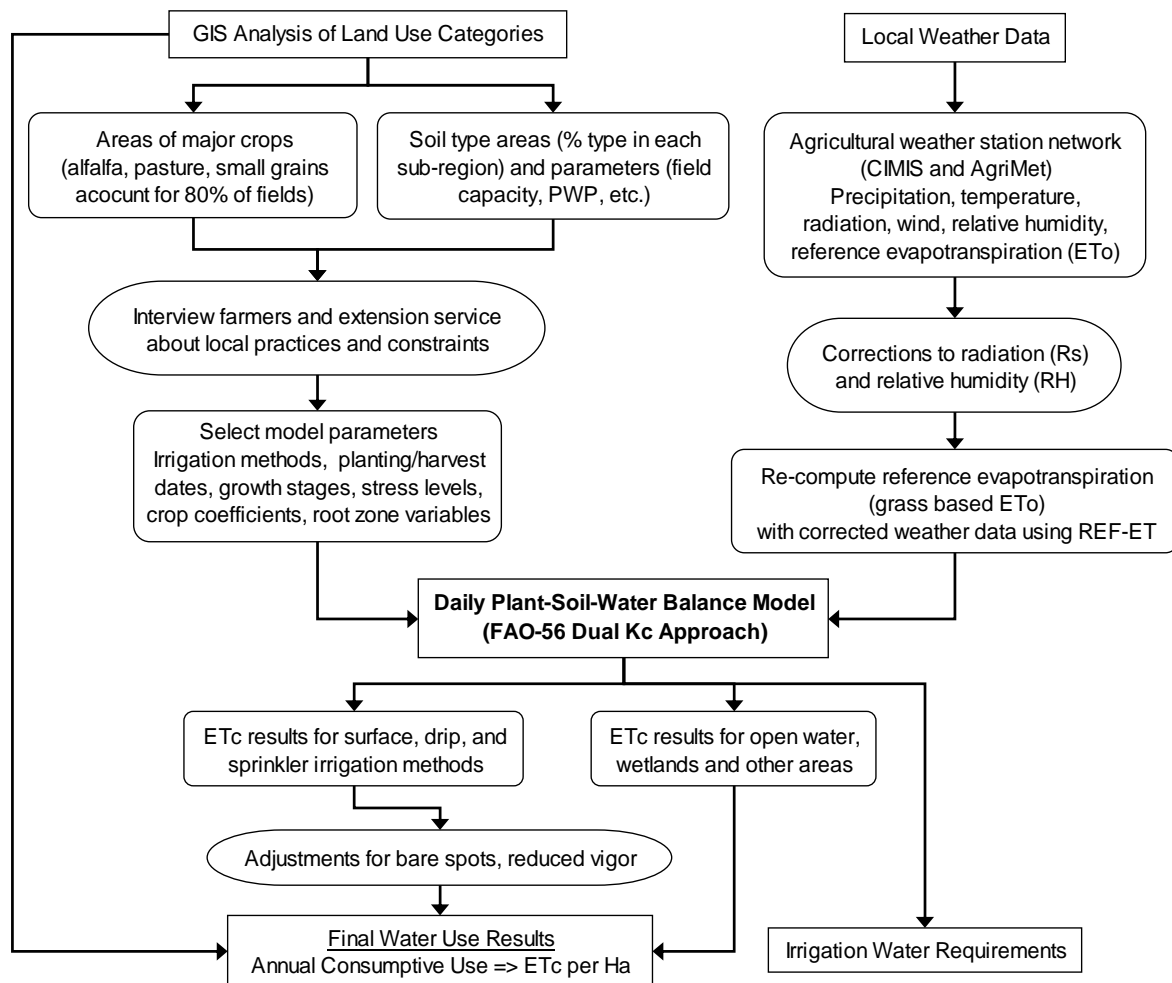 GIS Analysis of Land Use Categories
Local Weather Data
Areas of major crops
(alfalfa, pasture, small grains
acocunt for 80% of fields)
Soil type areas (% type in each
sub-region) and parameters (field
capacity, PWP, etc.)
Agricultural weather station network
(CIMIS and AgriMet)
Precipitation, temperature,
radiation, wind, relative humidity,
reference evapotranspiration (ETo)
Interview farmers and extension service
about local practices and constraints
Corrections to radiation (Rs)
and relative humidity (RH)
Select model parameters
Irrigation methods, planting/harvest
dates, growth stages, stress levels,
crop coefficients, root zone variables
Re-compute reference evapotranspiration
(grass based ETo)
with corrected weather data using REF-ET
Daily Plant-Soil-Water Balance Model
(FAO-56 Dual Kc Approach)
ETc results for surface, drip, and
sprinkler irrigation methods
ETc results for open water,
wetlands and other areas
Adjustments for bare spots, reduced vigor
Final Water Use Results
Annual Consumptive Use => ETc per Ha
Irrigation Water Requirements